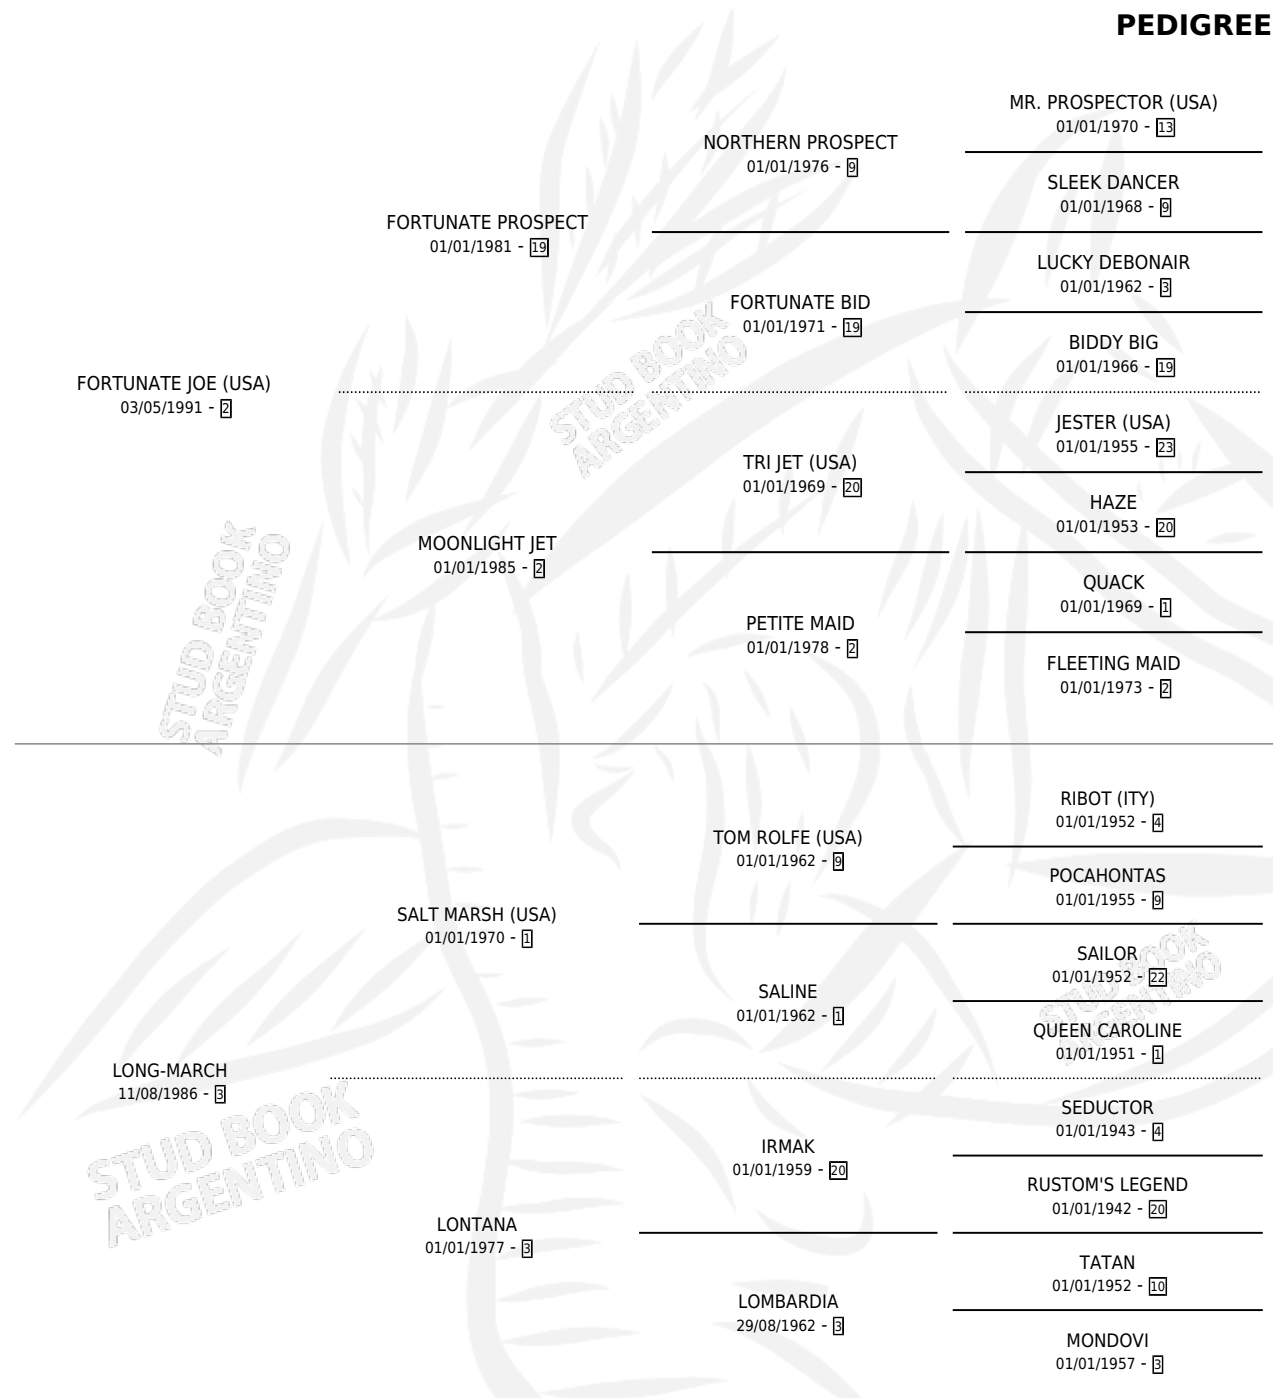 PEDIGREE
MR. PROSPECTOR (USA)
01/01/1970 - 13
NORTHERN PROSPECT
01/01/1976 - 9
SLEEK DANCER
01/01/1968 - 9
FORTUNATE PROSPECT
01/01/1981 - 19
LUCKY DEBONAIR
01/01/1962 - 3
FORTUNATE BID
01/01/1971 - 19
BIDDY BIG
01/01/1966 - 19
FORTUNATE JOE (USA)
03/05/1991 - 2
JESTER (USA)
01/01/1955 - 23
TRI JET (USA)
01/01/1969 - 20
HAZE
01/01/1953 - 20
MOONLIGHT JET
01/01/1985 - 2
QUACK
01/01/1969 - 1
PETITE MAID
01/01/1978 - 2
FLEETING MAID
01/01/1973 - 2
RIBOT (ITY)
01/01/1952 - 4
TOM ROLFE (USA)
01/01/1962 - 9
POCAHONTAS
01/01/1955 - 9
SALT MARSH (USA)
01/01/1970 - 1
SAILOR
01/01/1952 - 22
SALINE
01/01/1962 - 1
QUEEN CAROLINE
01/01/1951 - 1
LONG-MARCH
11/08/1986 - 3
SEDUCTOR
01/01/1943 - 4
IRMAK
01/01/1959 - 20
RUSTOM'S LEGEND
01/01/1942 - 20
LONTANA
01/01/1977 - 3
TATAN
01/01/1952 - 10
LOMBARDIA
29/08/1962 - 3
MONDOVI
01/01/1957 - 3
STUD BOOK
ARGENTINO
STUD BOOK
ARGENTINO
STUD BOOK
ARGENTINO
STUD BOOK
ARGENTINO